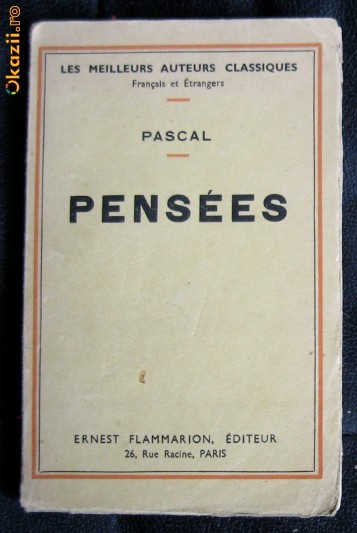 Okazii.ro
LES MEILLEURS AUTEURS CLASSIQUES
Français et Étrangers
PASCAL
PENSÉES
ERNEST FLAMMARION, ÉDITEUR
26, Rue Racine, PARIS